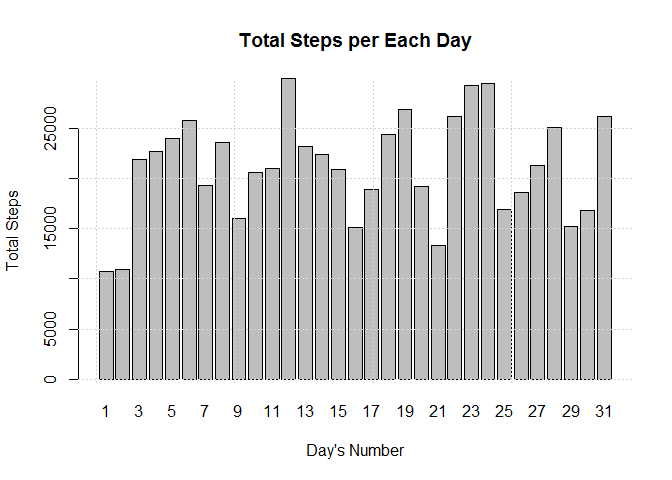 Total Steps per Each Day
Total Steps
25000
15000
5000
0
1 3 5 7 9 11 13 15 17 19 21 23 25 27 29 31
Day's Number